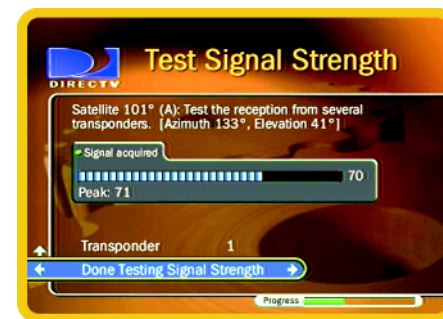 DIRECTV
Test Signal Strength
Satellite 101° (A): Test the reception from several
transponders. [Azimuth 133°, Elevation 41°]
Signal acquired
70
Peak: 71
Transponder 1
Done Testing Signal Strength
Progress